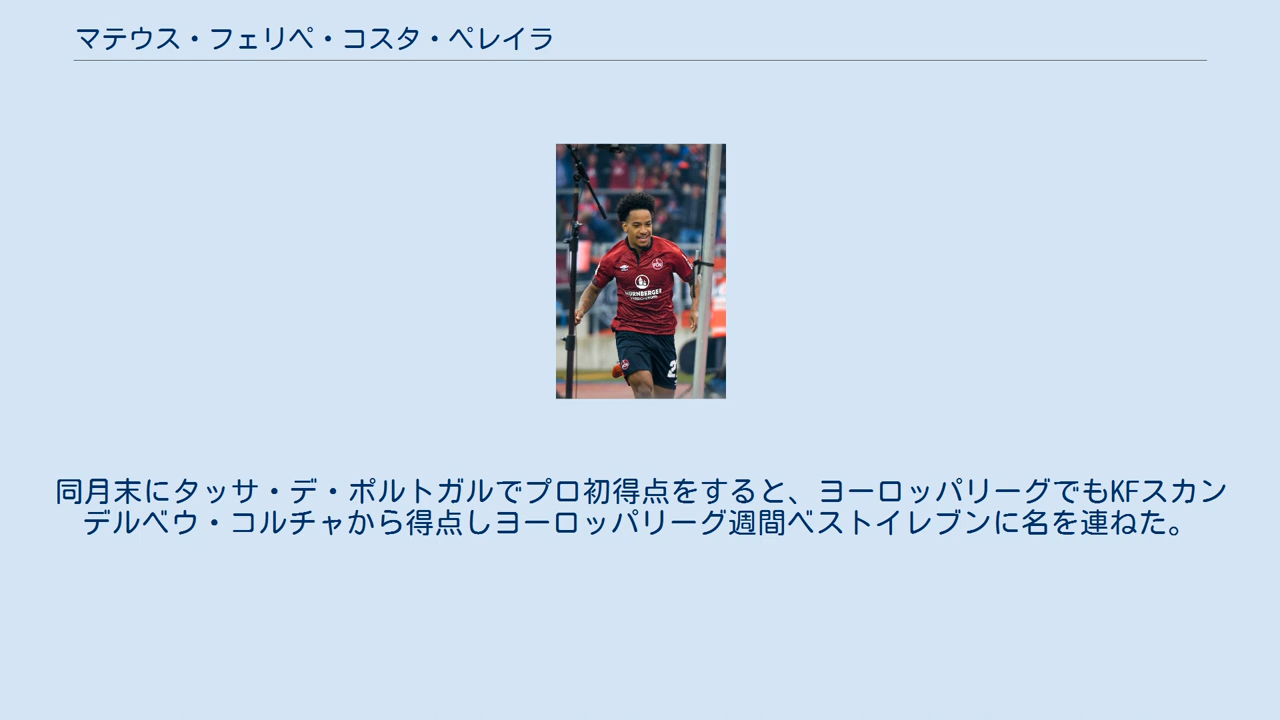 マテウス・フェリペ・コスタ・ペレイラ
NÜRNBERGER
同月末にタッサ・デ・ポルトガルでプロ初得点をすると、ヨーロッパリーグでもKFスカン
デルベウ・コルチャから得点しヨーロッパリーグ週間ベストイレブンに名を連ねた。